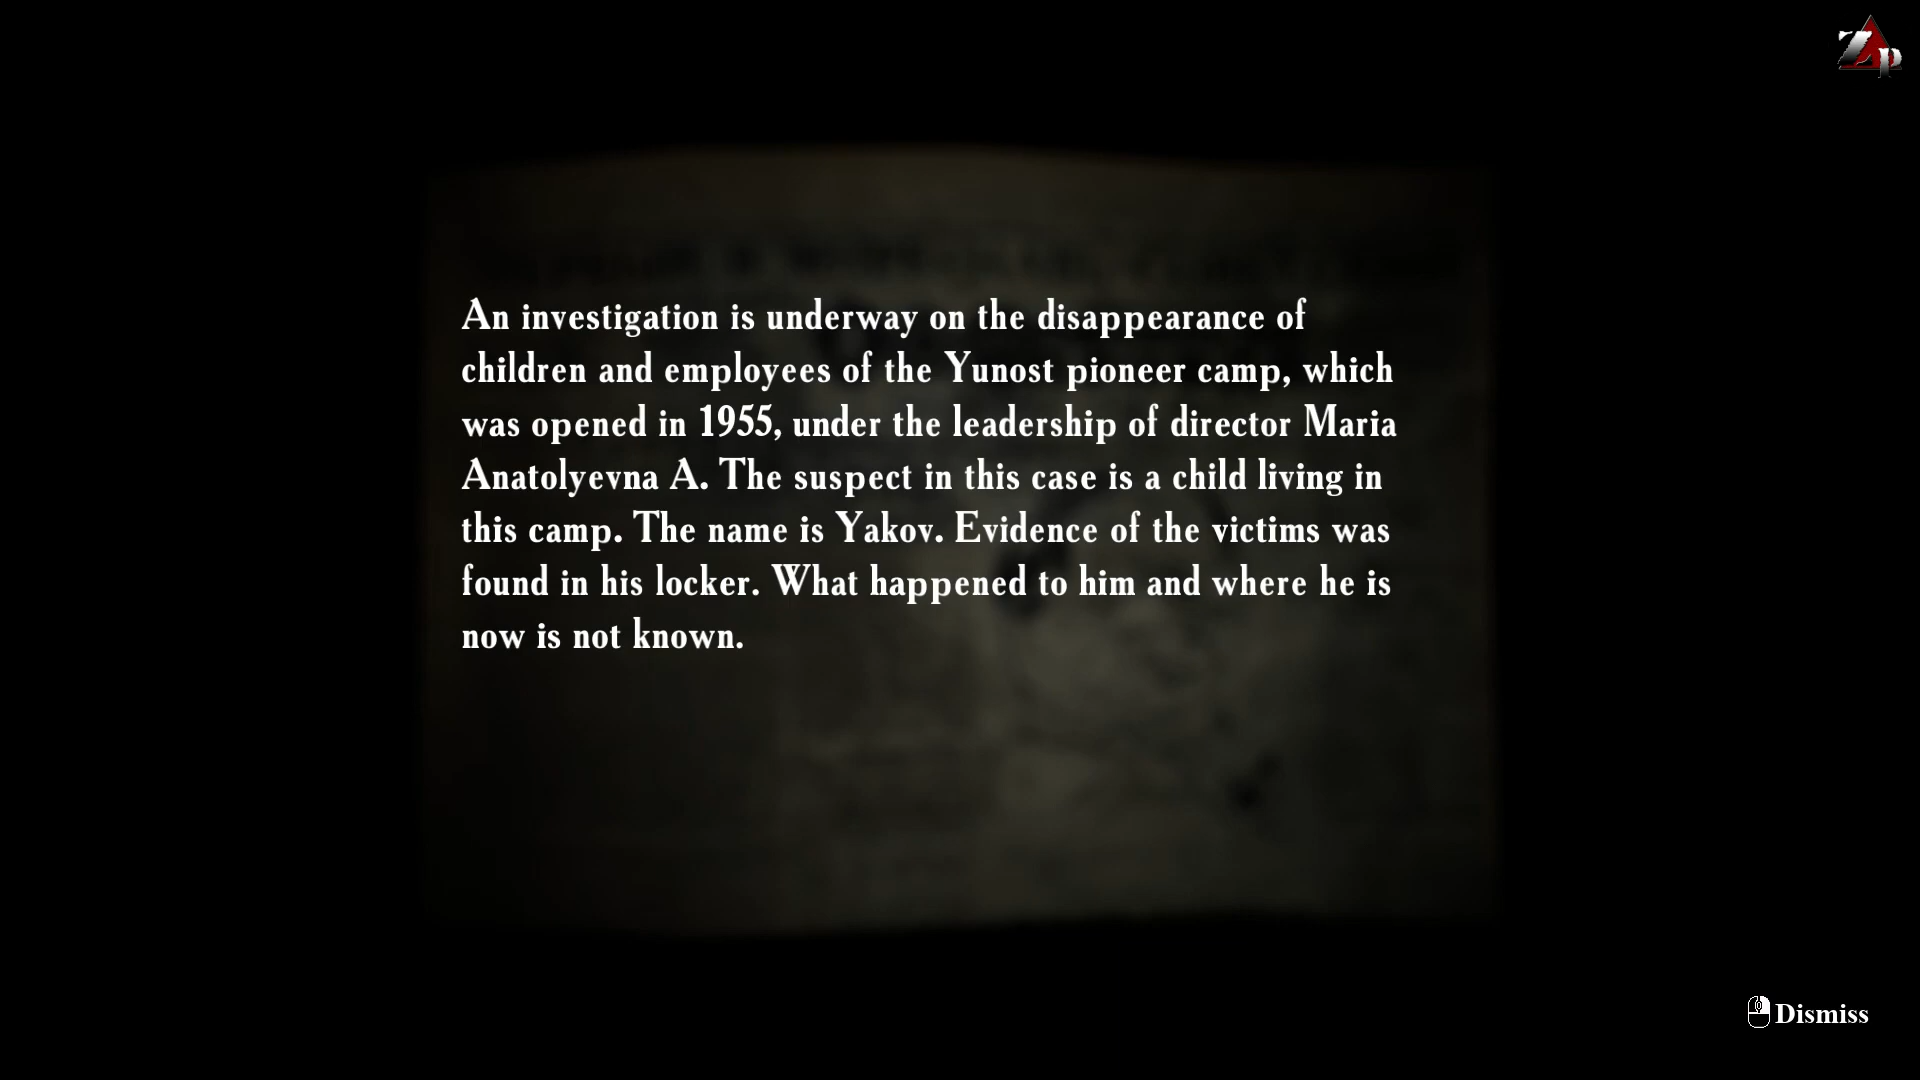 Zp
An investigation is underway on the disappearance of
children and employees of the Yunost pioneer camp, which
was opened in 1955, under the leadership of director Maria
Anatolyevna A. The suspect in this case is a child living in
this camp. The name is Yakov. Evidence of the victims was
found in his locker. What happened to him and where he is
now is not known.
Dismiss